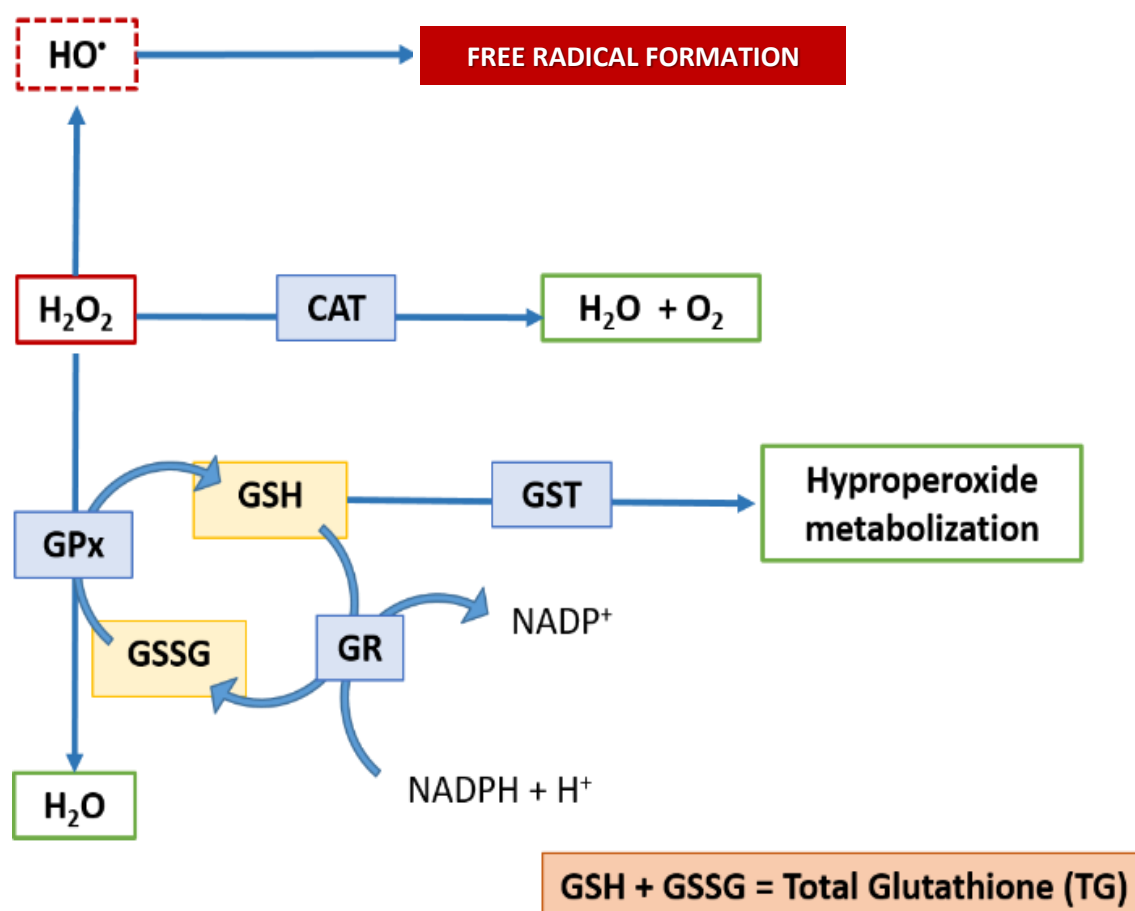 HO•
FREE RADICAL FORMATION
H₂O₂
CAT
H₂O + O₂
GSH
GST
Hyproperoxide
metabolization
GPx
NADP⁺
GSSG
GR
NADPH + H⁺
H₂O
GSH + GSSG = Total Glutathione (TG)